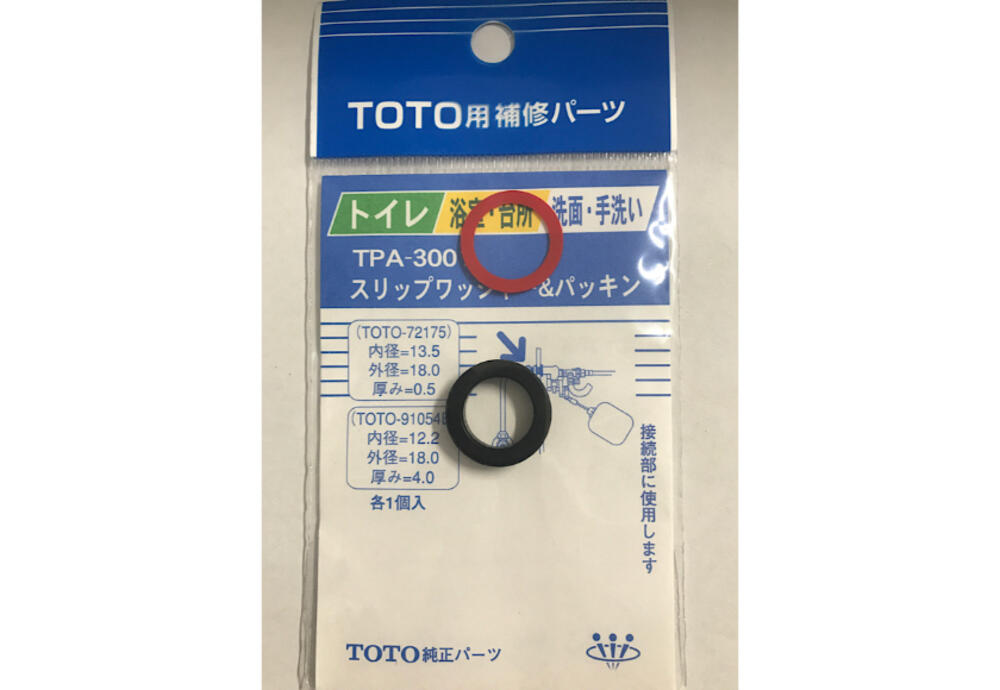 TOTO用補修パーツ
トイレ 浴室・台所 洗面・手洗い
TPA-300
スリップワッシャー&パッキン
(TOTO-72175)
内径=13.5
外径=18.0
厚み=0.5
(TOTO-91054
内径=12.2
外径=18.0
厚み=4.0
各1個入
接続部に使用します
TOTO純正パーツ